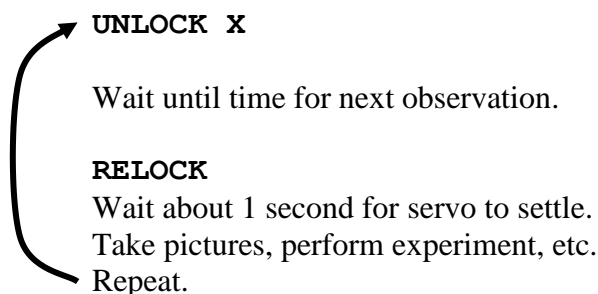 UNLOCK X
Wait until time for next observation.
RELOCK
Wait about 1 second for servo to settle.
Take pictures, perform experiment, etc.
Repeat.